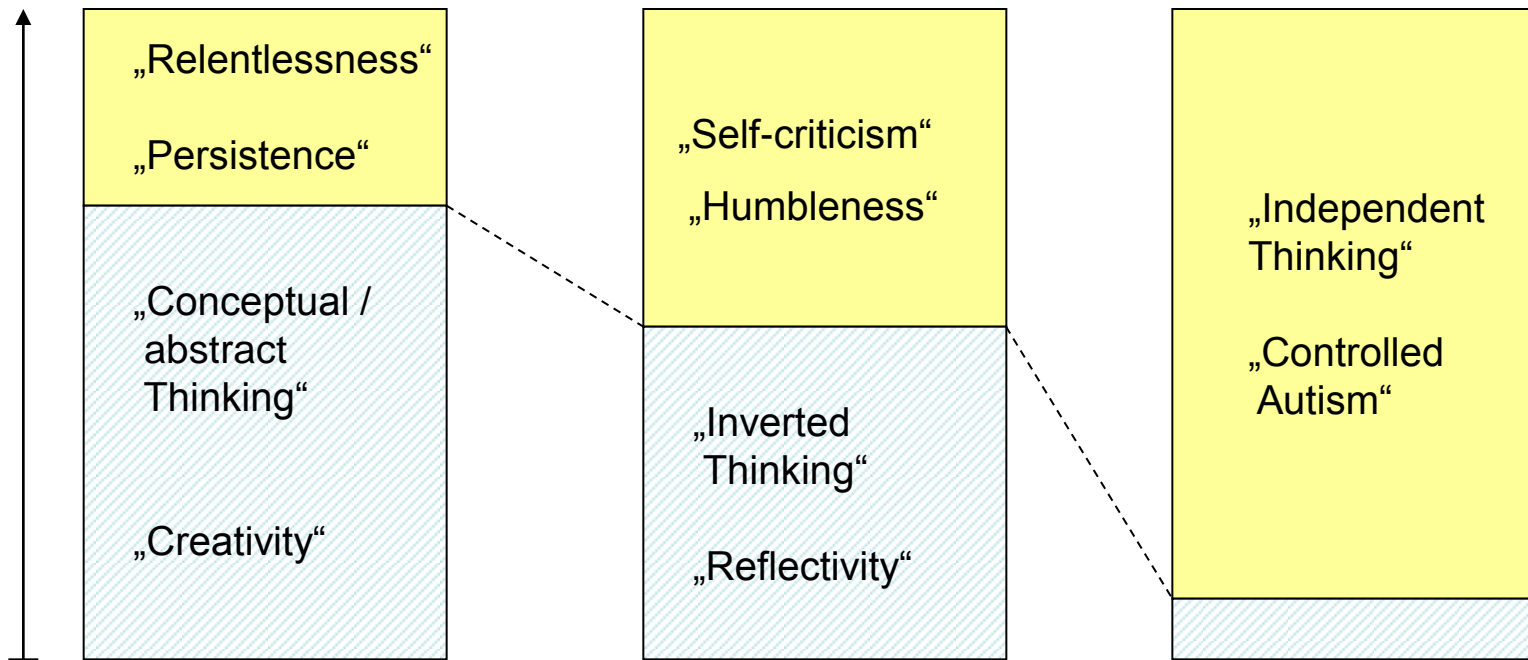 „Relentlessness“
„Persistence“
„Conceptual /
abstract
Thinking“
„Creativity“
„Self-criticism“
„Humbleness“
„Inverted
Thinking“
„Reflectivity“
„Independent
Thinking“
„Controlled
Autism“